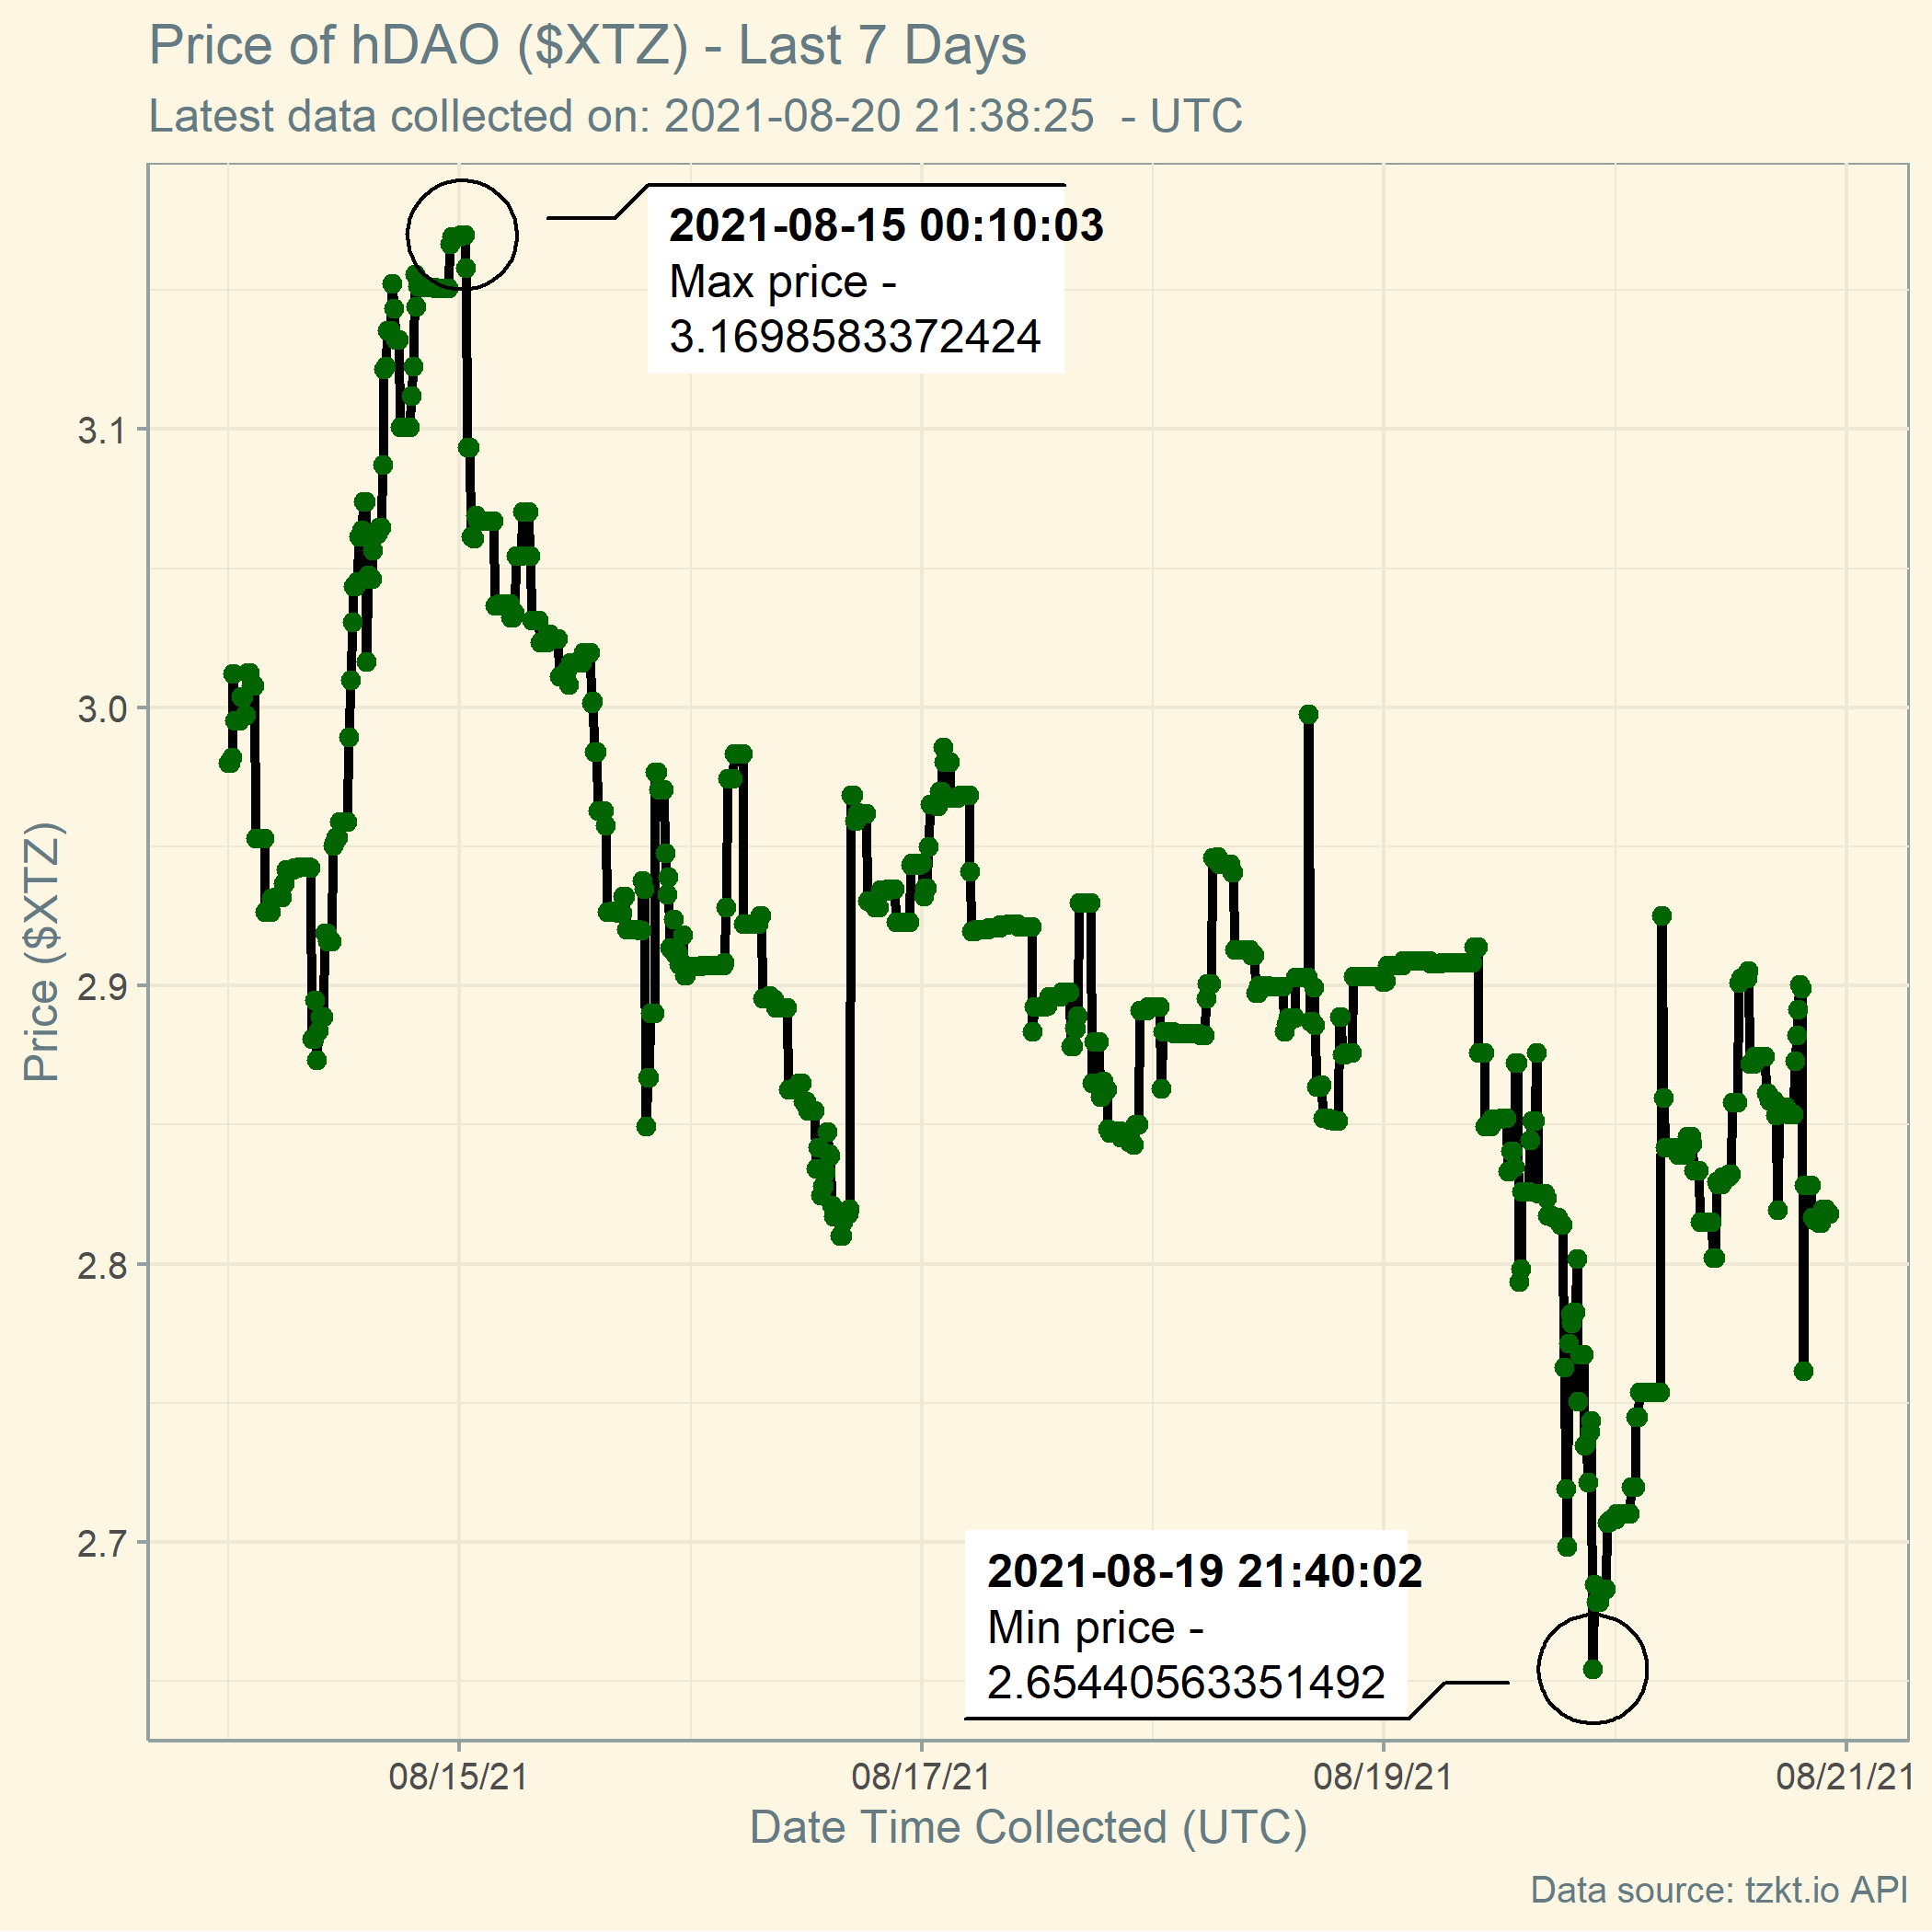 Price of hDAO ($XTZ) - Last 7 Days
Latest data collected on: 2021-08-20 21:38:25  - UTC
2021-08-15 00:10:03
Max price -
3.1698583372424
3.1
3.0
2.9
2.8
2.7
Price ($XTZ)
2021-08-19 21:40:02
Min price -
2.65440563351492
08/15/21
08/17/21
08/19/21
08/21/21
Date Time Collected (UTC)
Data source: tzkt.io API